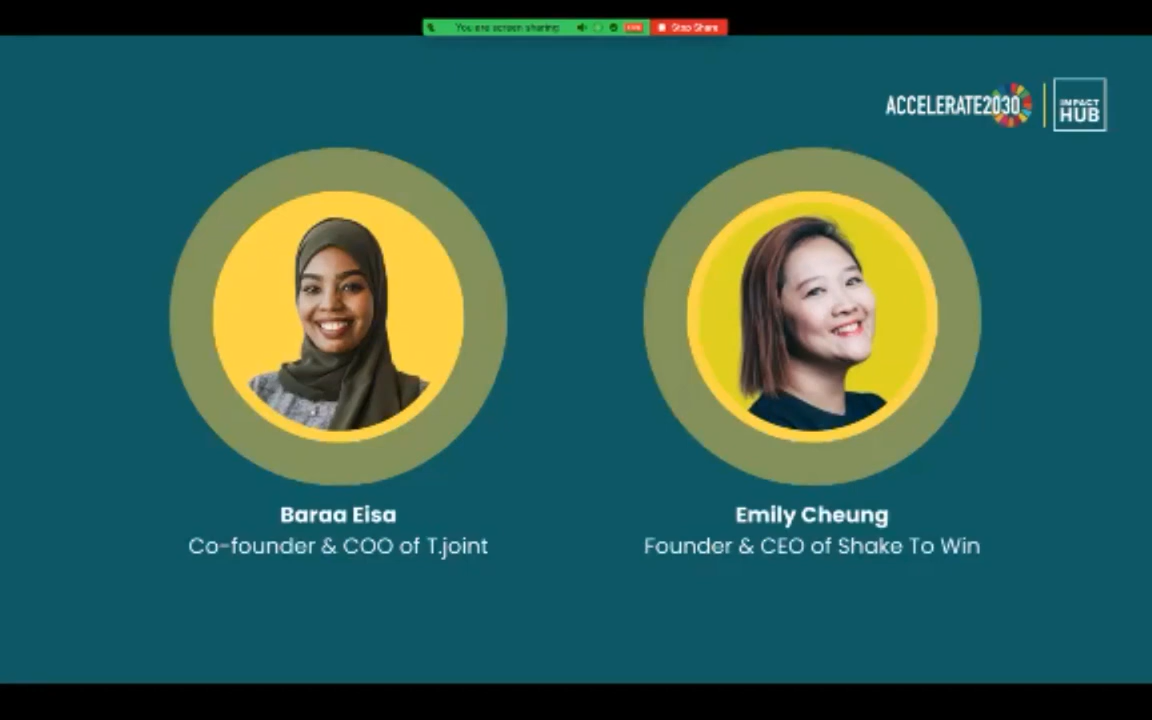 You are screen sharing
Stop Share
ACCELERATE2030
IMPACT
HUB
Baraa Eisa
Co-founder & COO of T.joint
Emily Cheung
Founder & CEO of Shake To Win